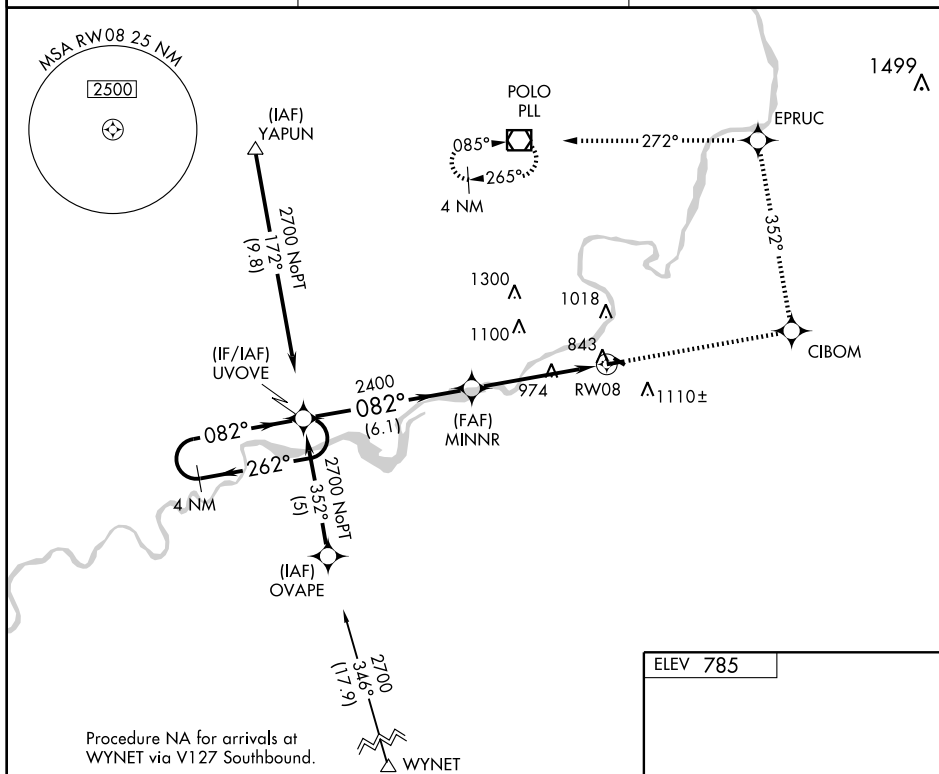 MSA RW08 25 NM
2500
1499
(IAF)
YAPUN
POLO
PLL
EPRUC
085°
272°
265°
4 NM
2700 NoPT
172°
(9.8)
352°
1300
1018
1100
(IF/IAF)
UVOVE
CIBOM
843
2400
974
RW08
1110±
082°
(6.1)
(FAF)
MINNR
082°
262°
4 NM
2700 NoPT
352°
(5)
(IAF)
OVAPE
2700
346°
(17.9)
ELEV 785
Procedure NA for arrivals at
WYNET via V127 Southbound.
WYNET